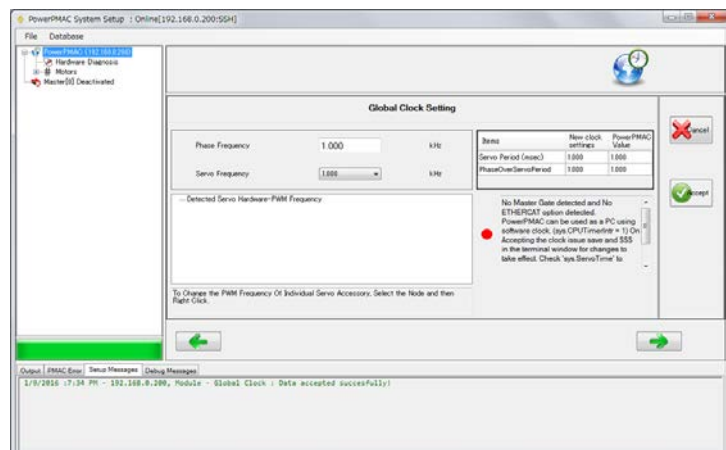 PowerPMAC System Setup : Online[192.168.0.200:SSH]
File Database
PowerPMAC (192.168.0.200)
Hardware Diagnosis
Motors
Master[0] Deactivated
Global Clock Setting
Phase Frequency 1.000 kHz
Servo Frequency 1.000 kHz
Items New clock settings PowerPMAC Value
Servo Period (msec) 1.000 1.000
PhaseOverServoPeriod 1.000 1.000
Cancel
Accept
Detected Servo Hardware-PWM Frequency
No Master Gate detected and No
ETHERCAT option detected.
PowerPMAC can be used as a PC using
software clock. (sys.CPUTimerIntr = 1) On
Accepting the clock issue save and $$$
in the terminal window for changes to
take effect. Check 'sys.ServoTime' to
To Change the PWM Frequency Of Individual Servo Accessory, Select the Node and then
Right Click.
Output PMAC Error Setup Messages Debug Messages
1/9/2016 :7:34 PM - 192.168.0.200, Module - Global Clock : Data accepted succesfully!